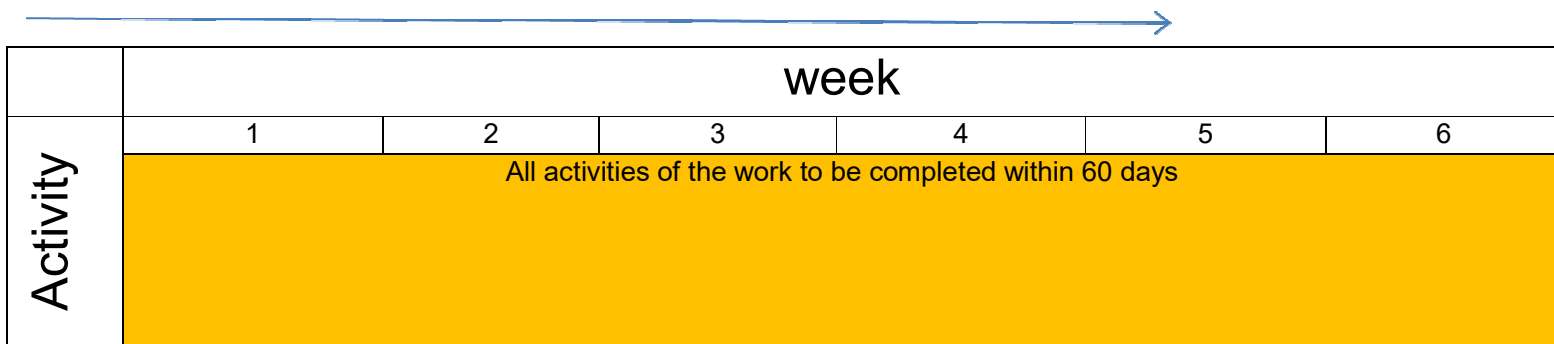 week
1 2 3 4 5 6
Activity
All activities of the work to be completed within 60 days